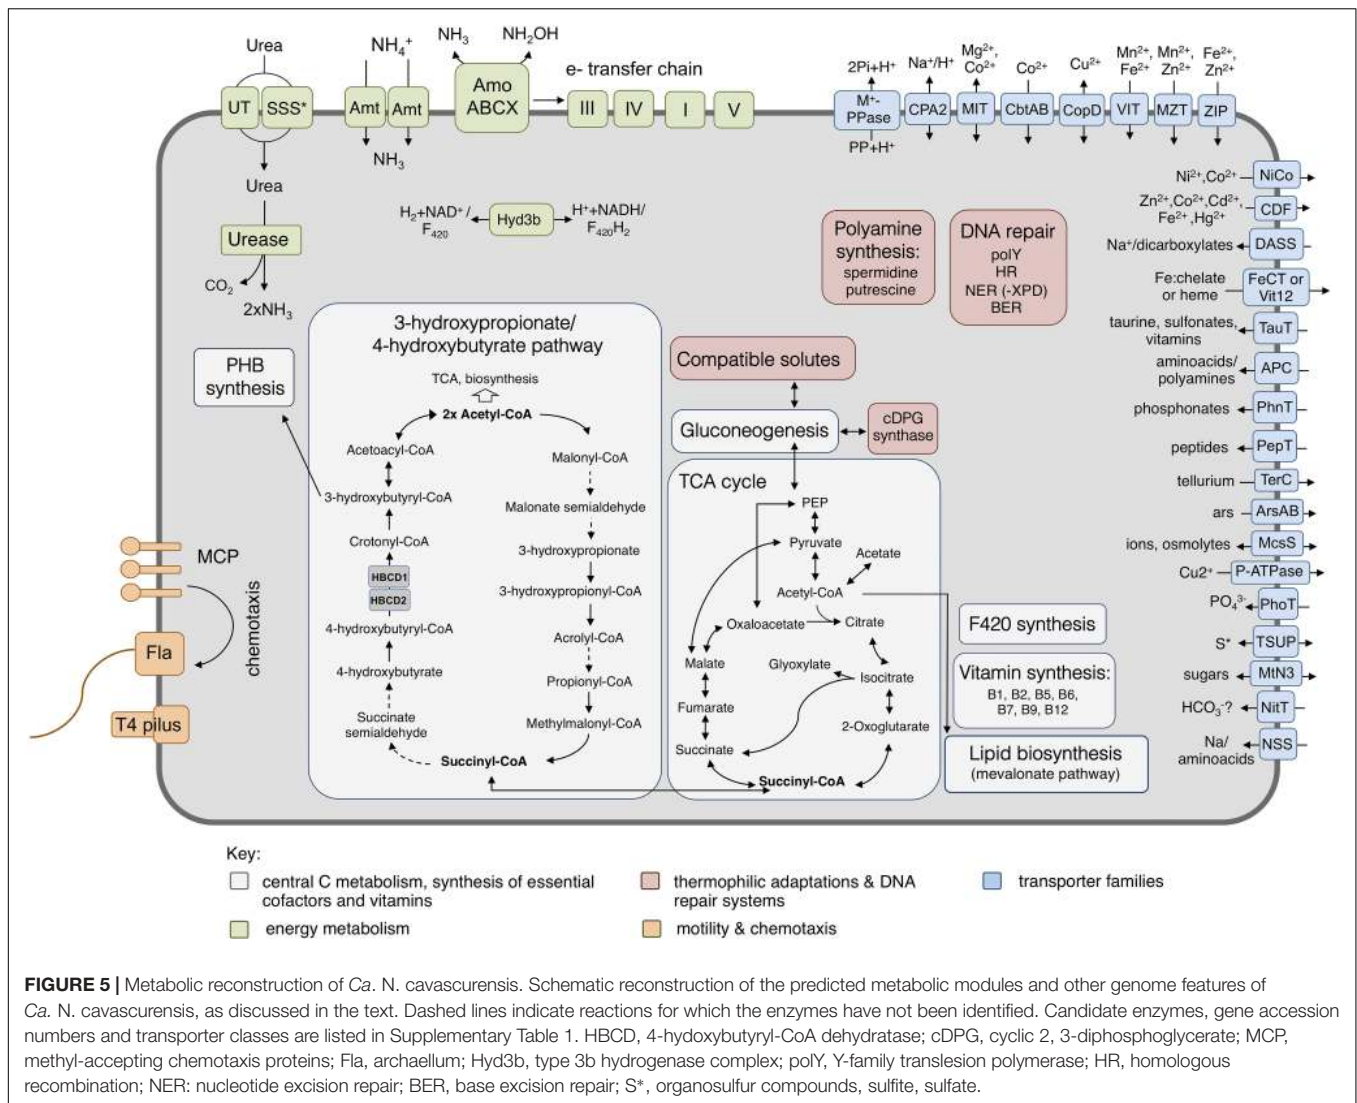 Urea
NH₄⁺
NH₃
NH₂OH
UT
SSS*
Amt
Amt
Amo
ABCX
e- transfer chain
III
IV
I
V
Urea
NH₃
Urease
CO₂
2xNH₃
H₂+NAD⁺/
F₄₂₀
Hyd3b
H⁺+NADH/
F₄₂₀H₂
2Pi+H⁺
Na⁺/H⁺
Mg²⁺,
Co²⁺
Co²⁺
Cu²⁺
Mn²⁺,
Fe²⁺
Mn²⁺,
Zn²⁺
Fe²⁺,
Zn²⁺
M⁺-
PPase
CPA2
MIT
CbtAB
CopD
VIT
MZT
ZIP
PP+H⁺
Ni²⁺,Co²⁺
NiCo
Zn²⁺,Co²⁺,Cd²⁺,
Fe²⁺,Hg²⁺
CDF
Na⁺/dicarboxylates
DASS
Fe:chelate
or heme
FeCT or
Vit12
taurine, sulfonates,
vitamins
TauT
aminoacids/
polyamines
APC
phosphonates
PhnT
peptides
PepT
tellurium
TerC
ars
ArsAB
ions, osmolytes
McsS
Cu2⁺
P-ATPase
PO₄³⁻
PhoT
S*
TSUP
sugars
MtN3
HCO₃⁻?
NitT
Na/
aminoacids
NSS
Polyamine
synthesis:
spermidine
putrescine
DNA repair
polY
HR
NER (-XPD)
BER
PHB
synthesis
3-hydroxypropionate/
4-hydroxybutyrate pathway
TCA, biosynthesis
2x Acetyl-CoA
Acetoacyl-CoA
3-hydroxybutyryl-CoA
Crotonyl-CoA
HBCD1
HBCD2
4-hydroxybutyryl-CoA
4-hydroxybutyrate
Succinate
semialdehyde
Succinyl-CoA
Malonyl-CoA
Malonate semialdehyde
3-hydroxypropionate
3-hydroxypropionyl-CoA
Acrolyl-CoA
Propionyl-CoA
Methylmalonyl-CoA
Compatible solutes
Gluconeogenesis
cDPG
synthase
TCA cycle
PEP
Pyruvate
Acetate
Acetyl-CoA
Oxaloacetate
Citrate
Malate
Glyoxylate
Isocitrate
Fumarate
2-Oxoglutarate
Succinate
Succinyl-CoA
F420 synthesis
Vitamin synthesis:
B1, B2, B5, B6,
B7, B9, B12
Lipid biosynthesis
(mevalonate pathway)
MCP
chemotaxis
Fla
T4 pilus
Key:
central C metabolism, synthesis of essential
cofactors and vitamins
energy metabolism
thermophilic adaptations & DNA
repair systems
motility & chemotaxis
transporter families
FIGURE 5 | Metabolic reconstruction of Ca. N. cavascurensis. Schematic reconstruction of the predicted metabolic modules and other genome features of
Ca. N. cavascurensis, as discussed in the text. Dashed lines indicate reactions for which the enzymes have not been identified. Candidate enzymes, gene accession
numbers and transporter classes are listed in Supplementary Table 1. HBCD, 4-hydoxybutyryl-CoA dehydratase; cDPG, cyclic 2, 3-diphosphoglycerate; MCP,
methyl-accepting chemotaxis proteins; Fla, archaellum; Hyd3b, type 3b hydrogenase complex; polY, Y-family translesion polymerase; HR, homologous
recombination; NER: nucleotide excision repair; BER, base excision repair; S*, organosulfur compounds, sulfite, sulfate.